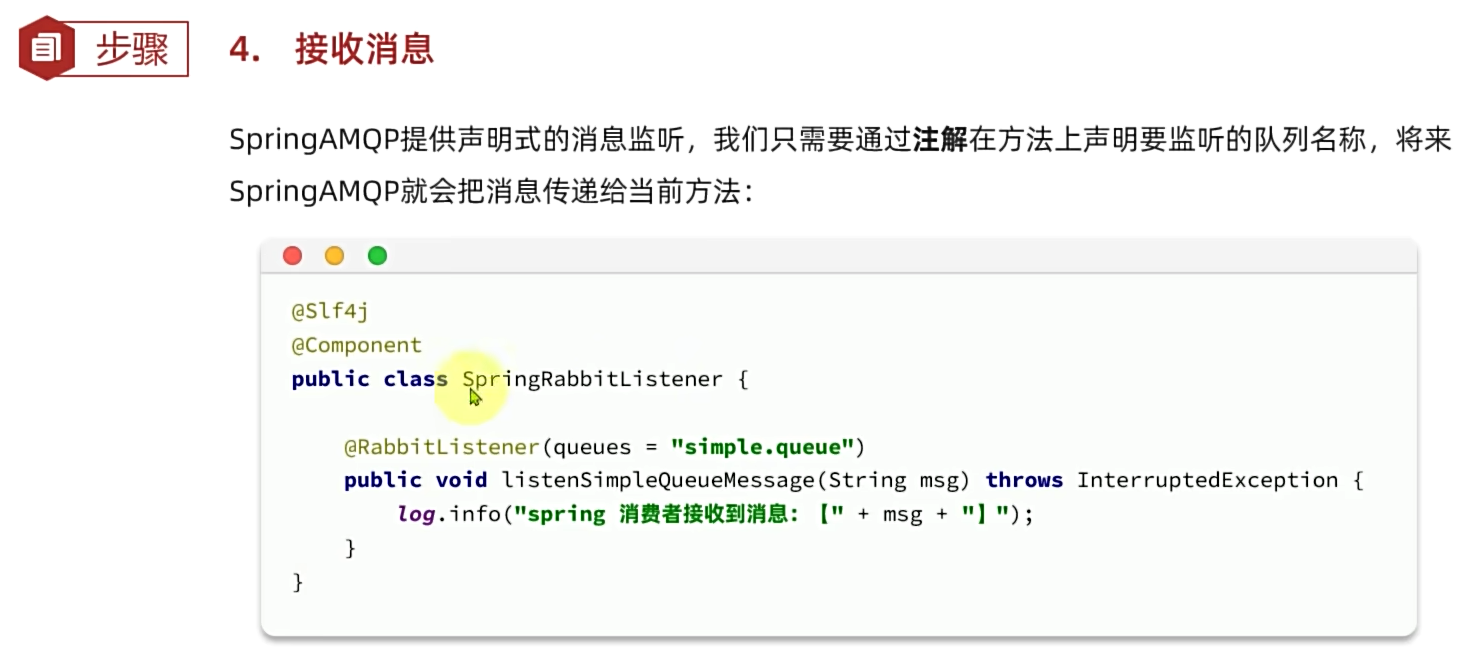 步骤
4. 接收消息
SpringAMQP提供声明式的消息监听，我们只需要通过注解在方法上声明要监听的队列名称，将来
SpringAMQP就会把消息传递给当前方法：
@Slf4j
@Component
public class SpringRabbitListener {
@RabbitListener(queues = "simple.queue")
public void listenSimpleQueueMessage(String msg) throws InterruptedException {
log.info("spring 消费者接收到消息：【" + msg + "】");
}
}